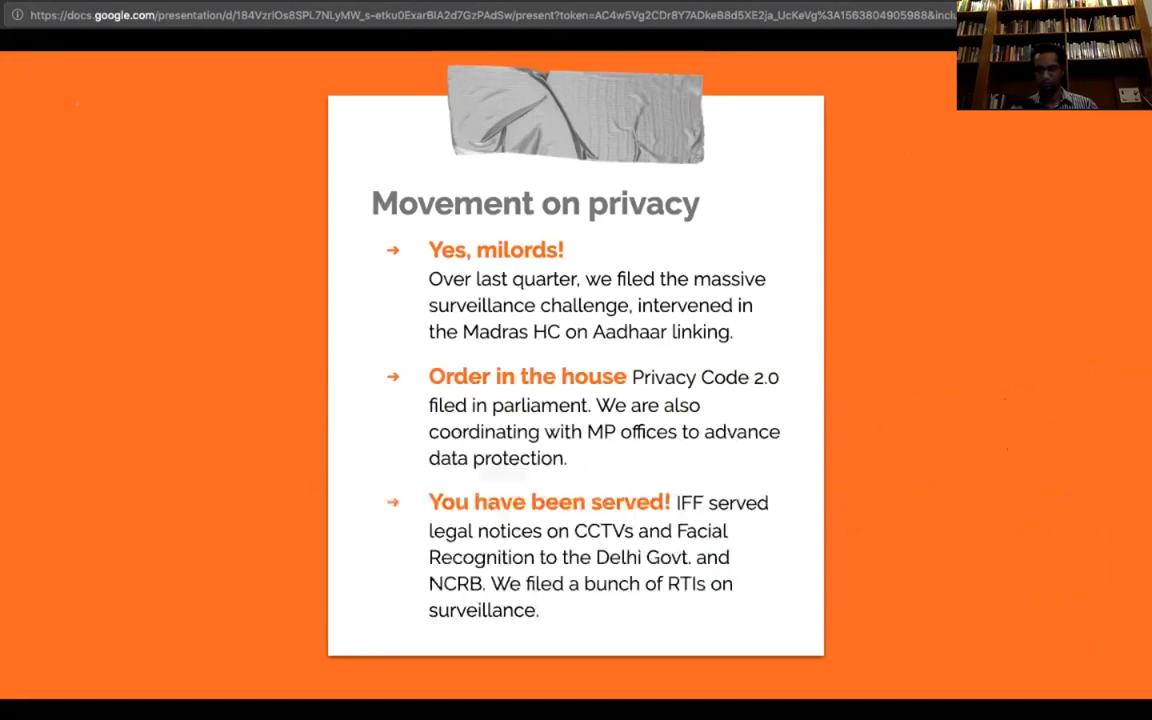 https://docs.google.com/presentation/d/184VzrlOs8SPL7NLyMW_s-etku0ExarBlA2d7GzPAdSw/present?token=AC4w5Vg2CDr8Y7ADkeB8d5XE2ja_UcKeVg%3A1563804905988&inclu
Movement on privacy
→ Yes, milords!
Over last quarter, we filed the massive
surveillance challenge, intervened in
the Madras HC on Aadhaar linking.
→ Order in the house Privacy Code 2.0
filed in parliament. We are also
coordinating with MP offices to advance
data protection.
→ You have been served! IFF served
legal notices on CCTVs and Facial
Recognition to the Delhi Govt. and
NCRB. We filed a bunch of RTIs on
surveillance.